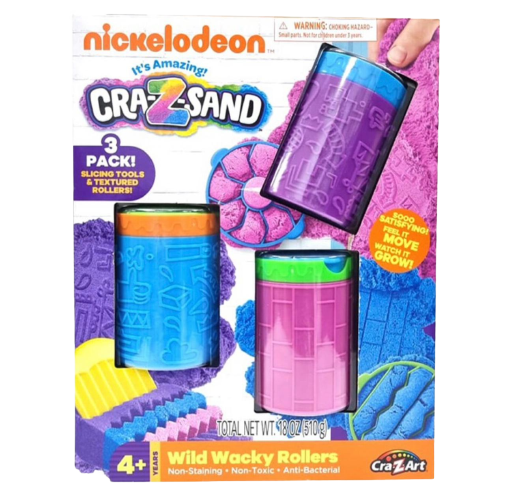 nickelodeon™
⚠ WARNING: CHOKING HAZARD-
Small parts. Not for children under 3 years.
It's Amazing!
CRA-Z-SAND™
3
PACK!
SLICING TOOLS
& TEXTURED
ROLLERS!
SOOO
SATISFYING!
FEEL IT
MOVE
WATCH IT
GROW!
TOTAL NET WT. 18 OZ (510 g)
4+
YEARS
Wild Wacky Rollers
Non-Staining • Non-Toxic • Anti-Bacterial
Cra-Z-Art